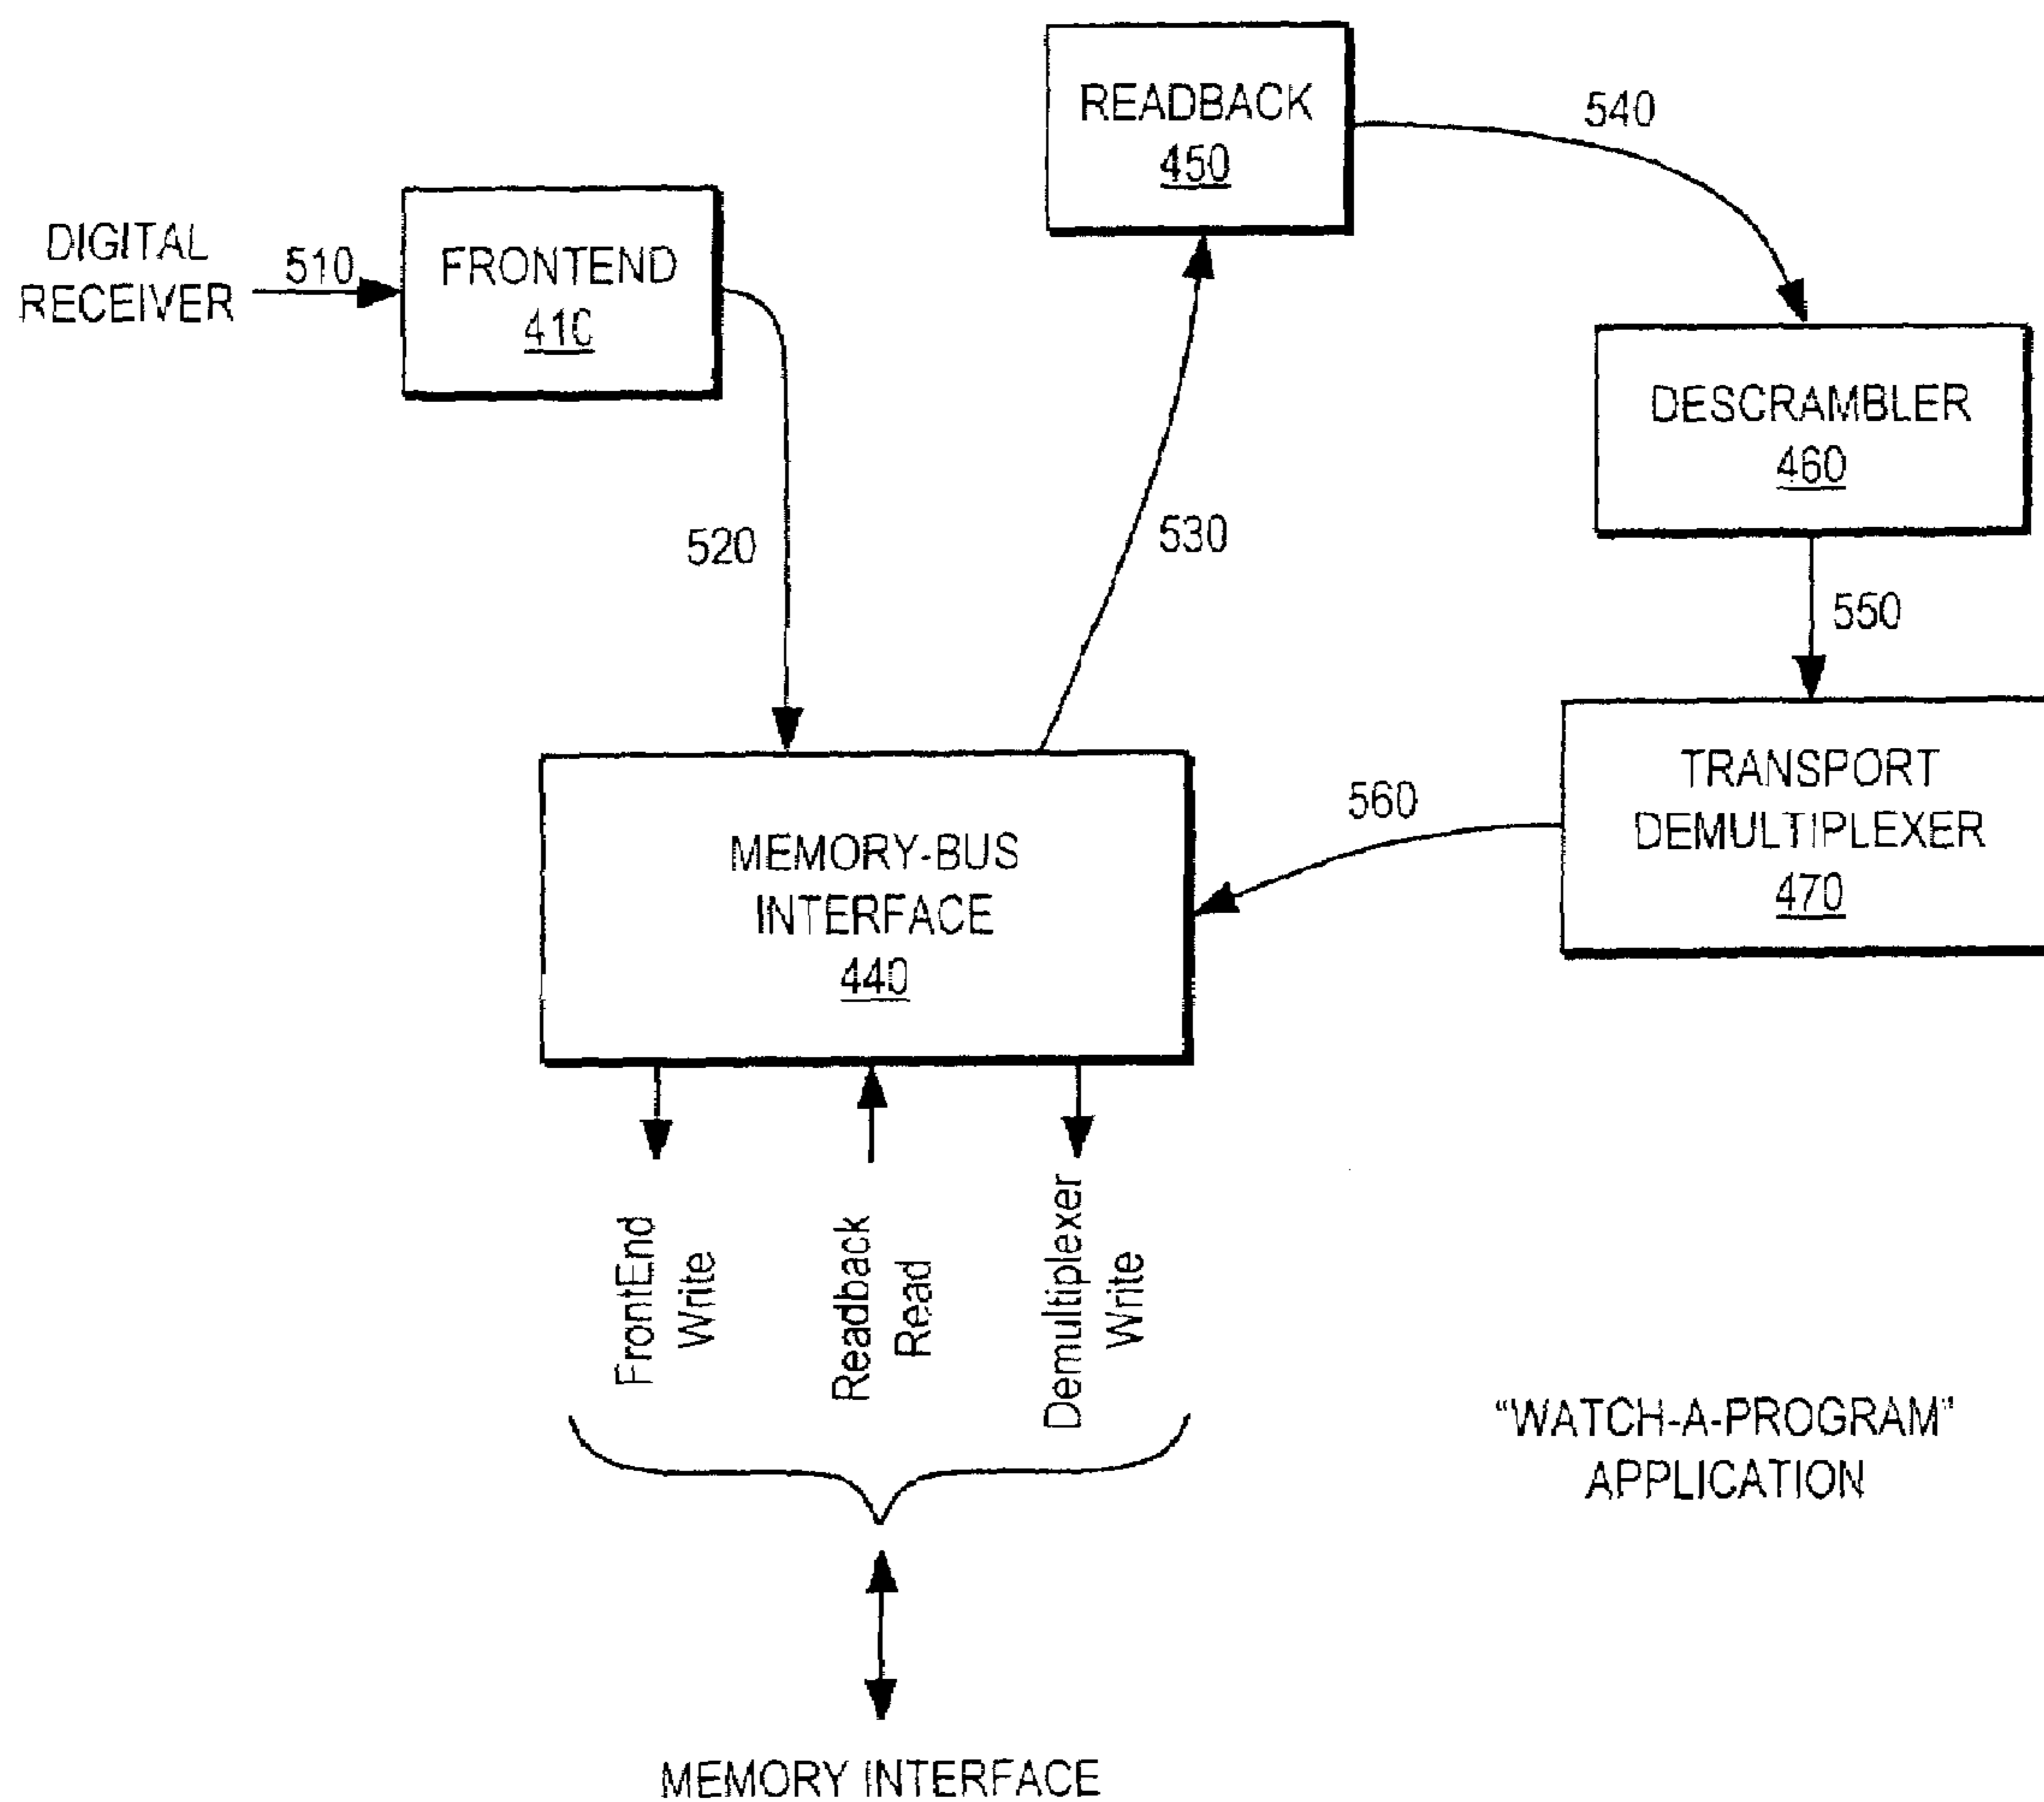 READBACK
450
540
DIGITAL
RECEIVER
510
FRONTEND
410
DESCRAMBLER
460
520
530
550
TRANSPORT
DEMULTIPLEXER
470
560
MEMORY-BUS
INTERFACE
440
FrontEnd
Write
Readback
Read
Demultiplexer
Write
"WATCH-A-PROGRAM"
APPLICATION
MEMORY INTERFACE